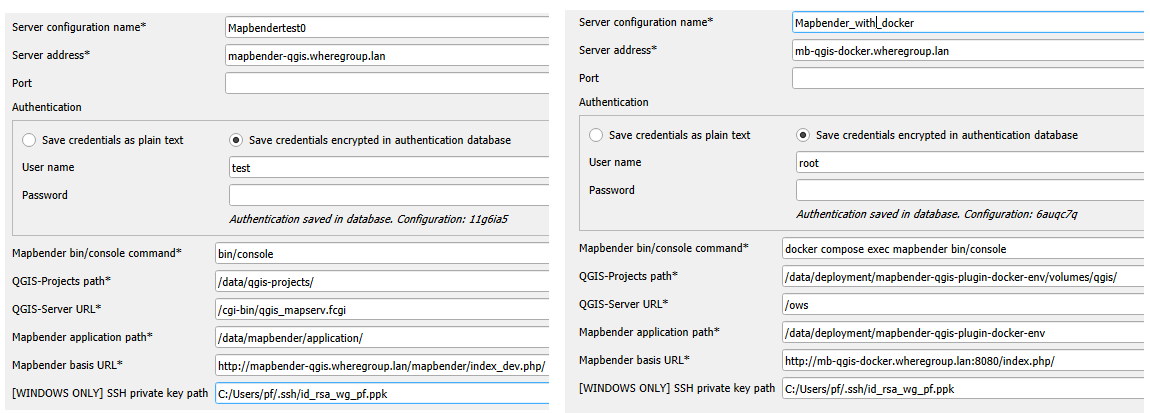 Server configuration name* Mapbendertest0
Server address* mapbender-qgis.wheregroup.lan
Port
Authentication
Save credentials as plain text Save credentials encrypted in authentication database
User name test
Password
Authentication saved in database. Configuration: 11g6ia5
Mapbender bin/console command* bin/console
QGIS-Projects path* /data/qgis-projects/
QGIS-Server URL* /cgi-bin/qgis_mapserv.fcgi
Mapbender application path* /data/mapbender/application/
Mapbender basis URL* http://mapbender-qgis.wheregroup.lan/mapbender/index_dev.php/
[WINDOWS ONLY] SSH private key path C:/Users/pf/.ssh/id_rsa_wg_pf.ppk
Server configuration name* Mapbender_with_docker
Server address* mb-qgis-docker.wheregroup.lan
Port
Authentication
Save credentials as plain text Save credentials encrypted in authentication database
User name root
Password
Authentication saved in database. Configuration: 6auqc7q
Mapbender bin/console command* docker compose exec mapbender bin/console
QGIS-Projects path* /data/deployment/mapbender-qgis-plugin-docker-env/volumes/qgis/
QGIS-Server URL* /ows
Mapbender application path* /data/deployment/mapbender-qgis-plugin-docker-env
Mapbender basis URL* http://mb-qgis-docker.wheregroup.lan:8080/index.php/
[WINDOWS ONLY] SSH private key path C:/Users/pf/.ssh/id_rsa_wg_pf.ppk